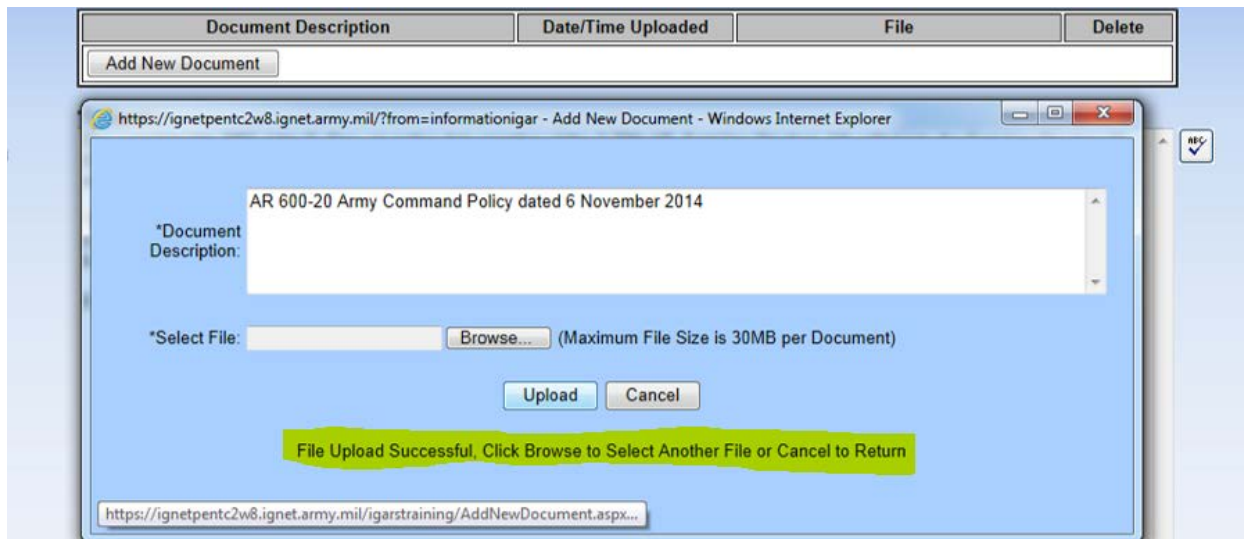 Document Description Date/Time Uploaded File Delete
Add New Document
https://ignetpentc2w8.ignet.army.mil/?from=informationigar - Add New Document - Windows Internet Explorer
ABC
AR 600-20 Army Command Policy dated 6 November 2014
*Document
Description:
*Select File: Browse... (Maximum File Size is 30MB per Document)
Upload Cancel
File Upload Successful, Click Browse to Select Another File or Cancel to Return
https://ignetpentc2w8.ignet.army.mil/igarstraining/AddNewDocument.aspx...